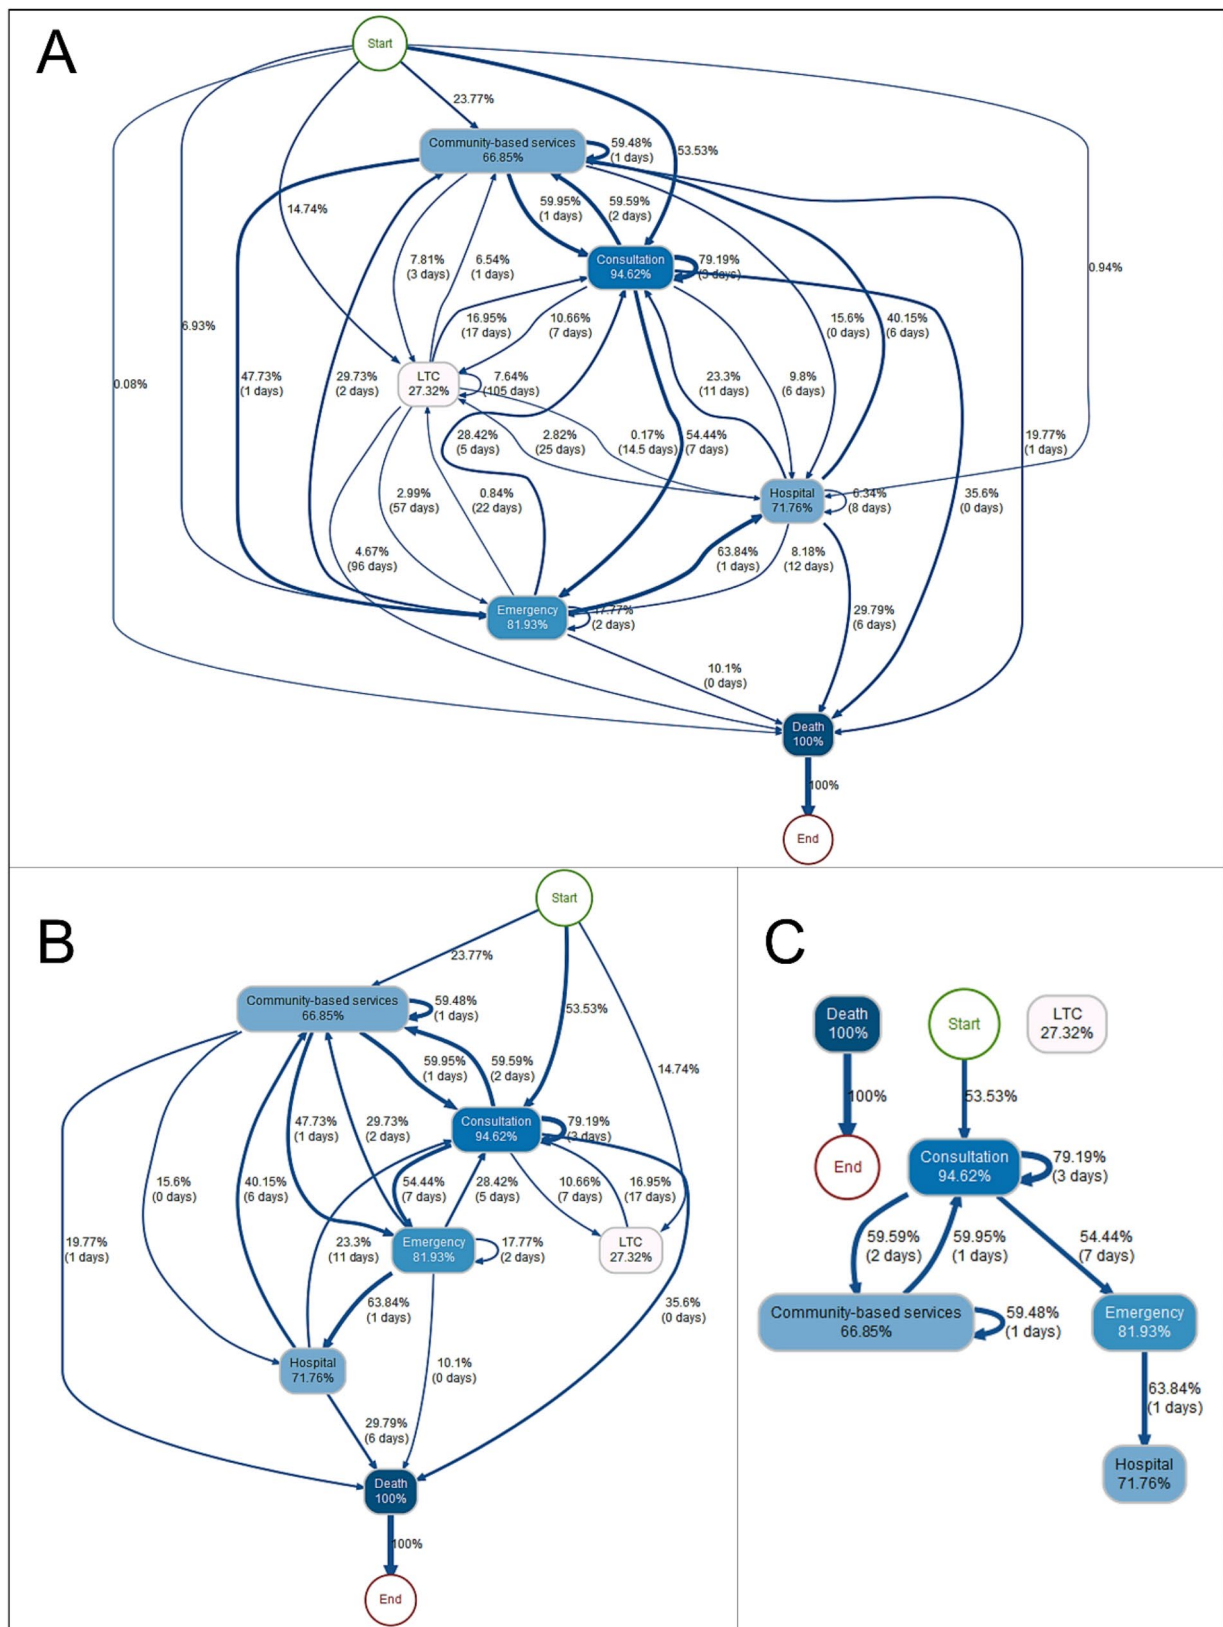 A
Start
23.77%
Community-based services
66.85%
59.48%
(1 days)
53.53%
14.74%
59.95%
(1 days)
59.59%
(2 days)
7.81%
(3 days)
6.54%
(1 days)
Consultation
94.62%
79.19%
(3 days)
0.94%
6.93%
16.95%
(17 days)
10.66%
(7 days)
15.6%
(0 days)
40.15%
(6 days)
0.08%
47.73%
(1 days)
29.73%
(2 days)
LTC
27.32%
7.64%
(105 days)
23.3%
(11 days)
9.8%
(6 days)
28.42%
(5 days)
2.82%
(25 days)
0.17%
(14.5 days)
54.44%
(7 days)
19.77%
(1 days)
2.99%
(57 days)
0.84%
(22 days)
Hospital
71.76%
6.34%
(8 days)
35.6%
(0 days)
4.67%
(96 days)
63.84%
(1 days)
8.18%
(12 days)
Emergency
81.93%
17.77%
(2 days)
29.79%
(6 days)
10.1%
(0 days)
Death
100%
100%
End
B
Start
23.77%
Community-based services
66.85%
59.48%
(1 days)
53.53%
59.95%
(1 days)
59.59%
(2 days)
14.74%
47.73%
(1 days)
29.73%
(2 days)
Consultation
94.62%
79.19%
(3 days)
15.6%
(0 days)
40.15%
(6 days)
54.44%
(7 days)
28.42%
(5 days)
10.66%
(7 days)
16.95%
(17 days)
19.77%
(1 days)
23.3%
(11 days)
Emergency
81.93%
17.77%
(2 days)
LTC
27.32%
63.84%
(1 days)
35.6%
(0 days)
Hospital
71.76%
10.1%
(0 days)
29.79%
(6 days)
Death
100%
100%
End
C
Death
100%
Start
LTC
27.32%
100%
53.53%
End
Consultation
94.62%
79.19%
(3 days)
59.59%
(2 days)
59.95%
(1 days)
54.44%
(7 days)
Community-based services
66.85%
59.48%
(1 days)
Emergency
81.93%
63.84%
(1 days)
Hospital
71.76%